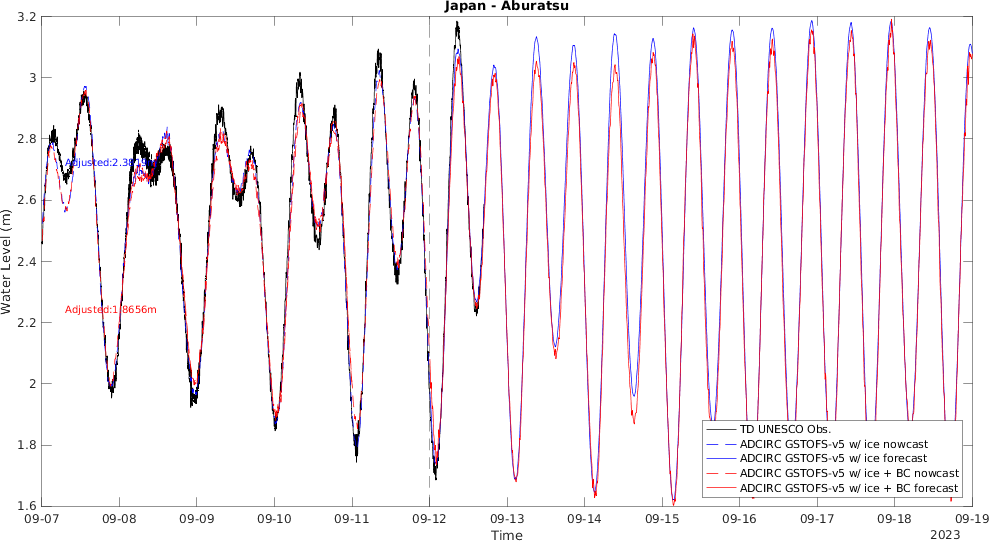 Japan - Aburatsu
3.2
3
2.8
2.6
2.4
2.2
2
1.8
1.6
Water Level (m)
Adjusted:1.8656m
TD UNESCO Obs.
ADCIRC GSTOFS-v5 w/ ice nowcast
ADCIRC GSTOFS-v5 w/ ice forecast
ADCIRC GSTOFS-v5 w/ ice + BC nowcast
ADCIRC GSTOFS-v5 w/ ice + BC forecast
09-07 09-08 09-09 09-10 09-11 09-12 09-13 09-14 09-15 09-16 09-17 09-18 09-19
Time
2023